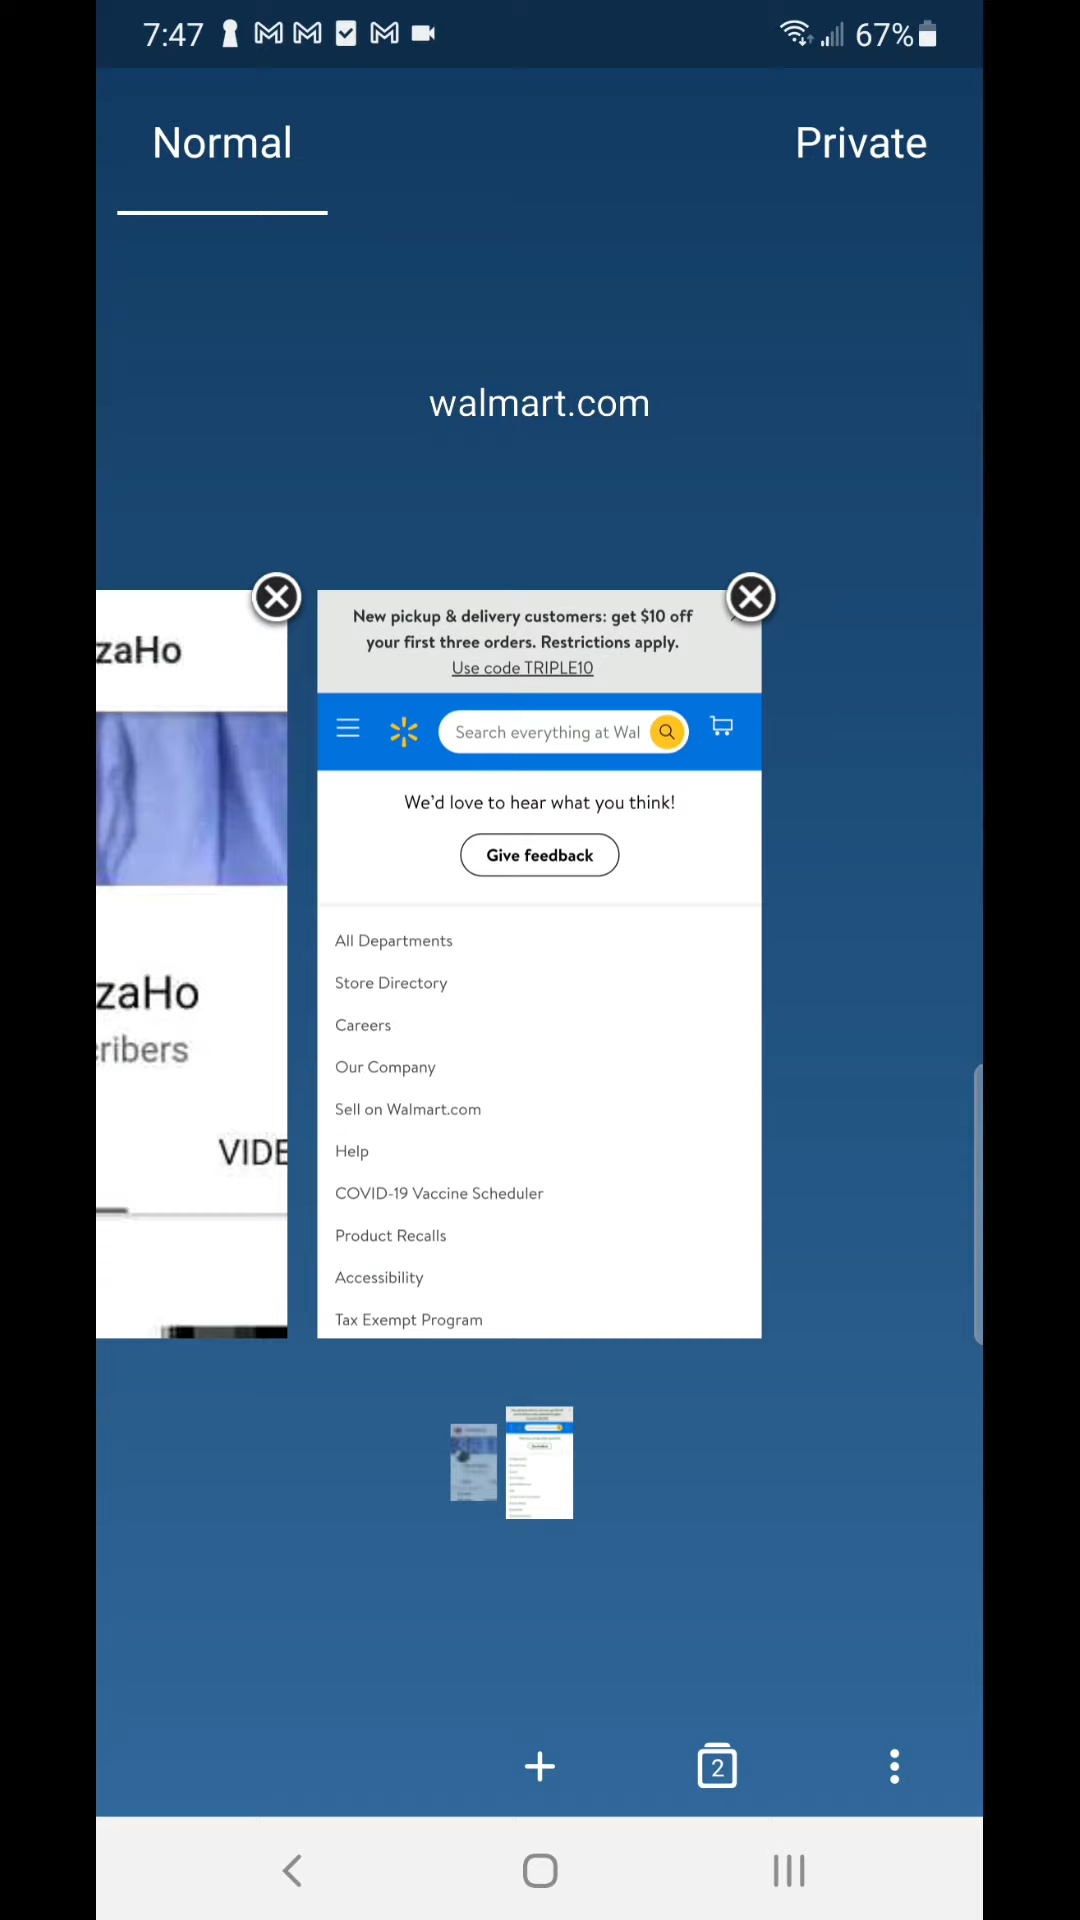 7:47
67%
Normal
Private
walmart.com
zaHo
zaHo
ribers
VIDE
New pickup & delivery customers: get $10 off
your first three orders. Restrictions apply.
Use code TRIPLE10
Search everything at Wal
We'd love to hear what you think!
Give feedback
All Departments
Store Directory
Careers
Our Company
Sell on Walmart.com
Help
COVID-19 Vaccine Scheduler
Product Recalls
Accessibility
Tax Exempt Program
2